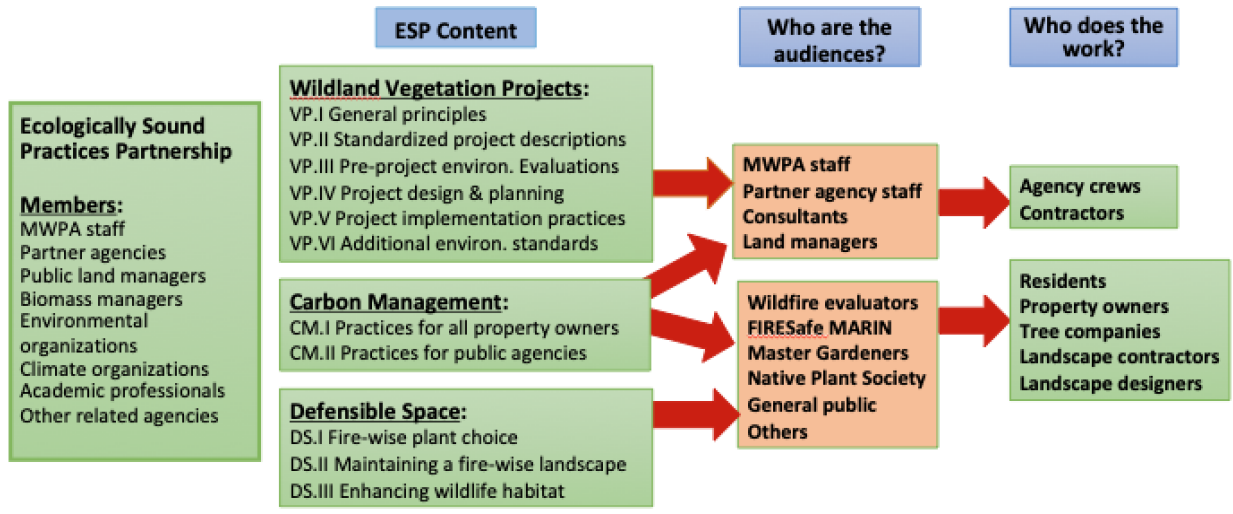 ESP Content
Who are the
audiences?
Who does the
work?
Ecologically Sound
Practices Partnership
Members:
MWPA staff
Partner agencies
Public land managers
Biomass managers
Environmental
organizations
Climate organizations
Academic professionals
Other related agencies
Wildland Vegetation Projects:
VP.I General principles
VP.II Standardized project descriptions
VP.III Pre-project environ. Evaluations
VP.IV Project design & planning
VP.V Project implementation practices
VP.VI Additional environ. standards
Carbon Management:
CM.I Practices for all property owners
CM.II Practices for public agencies
Defensible Space:
DS.I Fire-wise plant choice
DS.II Maintaining a fire-wise landscape
DS.III Enhancing wildlife habitat
MWPA staff
Partner agency staff
Consultants
Land managers
Wildfire evaluators
FIRESafe MARIN
Master Gardeners
Native Plant Society
General public
Others
Agency crews
Contractors
Residents
Property owners
Tree companies
Landscape contractors
Landscape designers